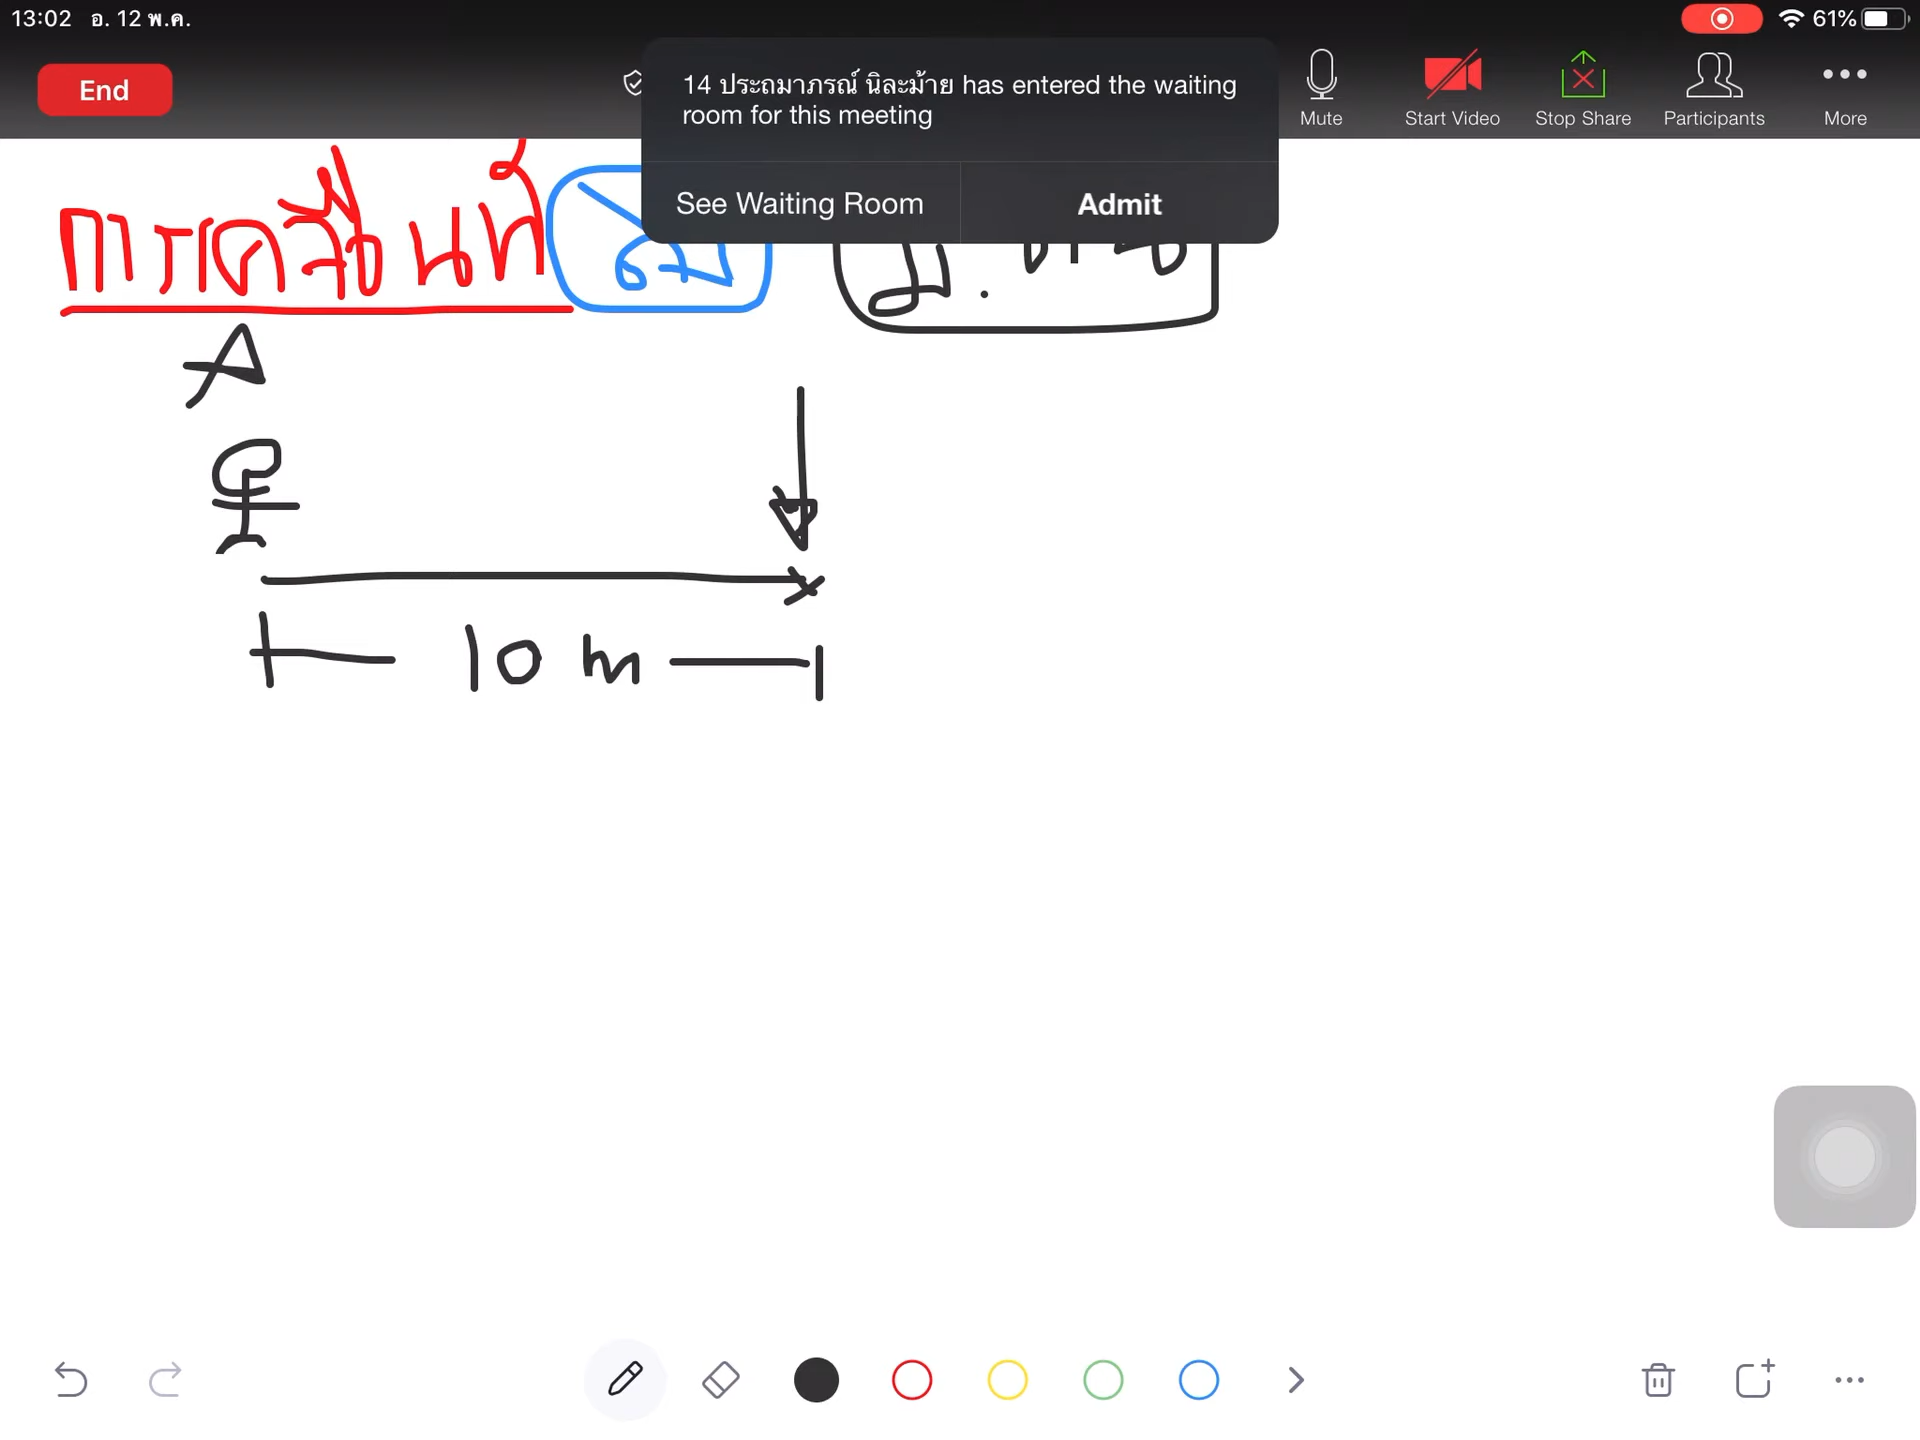 13:02 อ. 12 พ.ค.
61%
End
14 ประถมาภรณ์ นิละม้าย has entered the waiting
room for this meeting
See Waiting Room
Admit
Mute
Start Video
Stop Share
Participants
More
การเคลื่อนที่
A
10 m